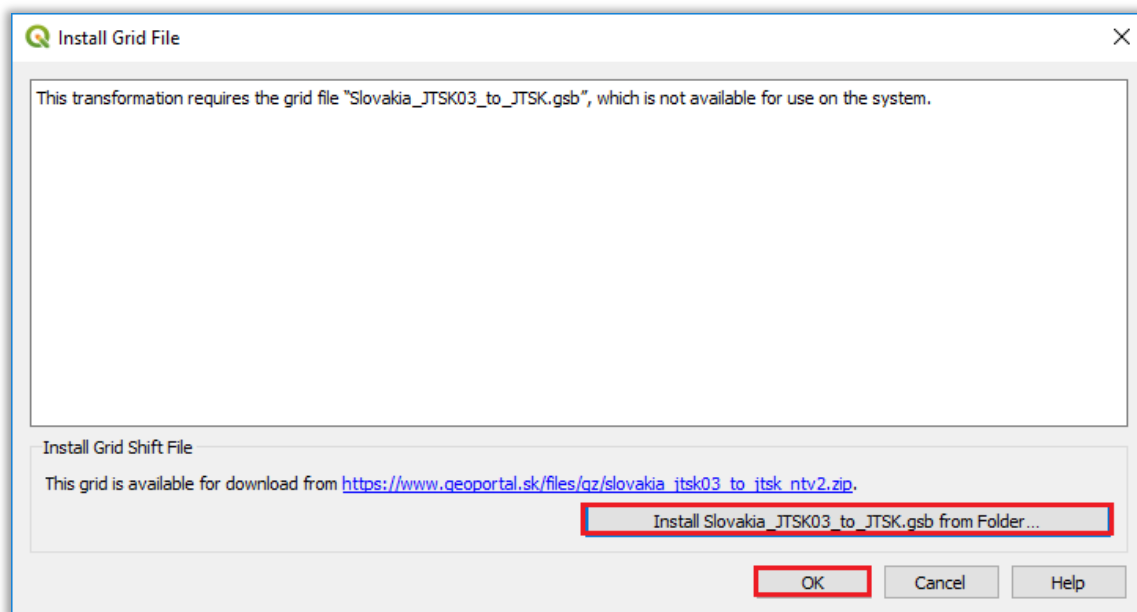 Install Grid File
This transformation requires the grid file “Slovakia_JTSK03_to_JTSK.gsb”, which is not available for use on the system.
Install Grid Shift File
This grid is available for download from https://www.geoportal.sk/files/gz/slovakia_jtsk03_to_jtsk_ntv2.zip.
Install Slovakia_JTSK03_to_JTSK.gsb from Folder...
OK Cancel Help